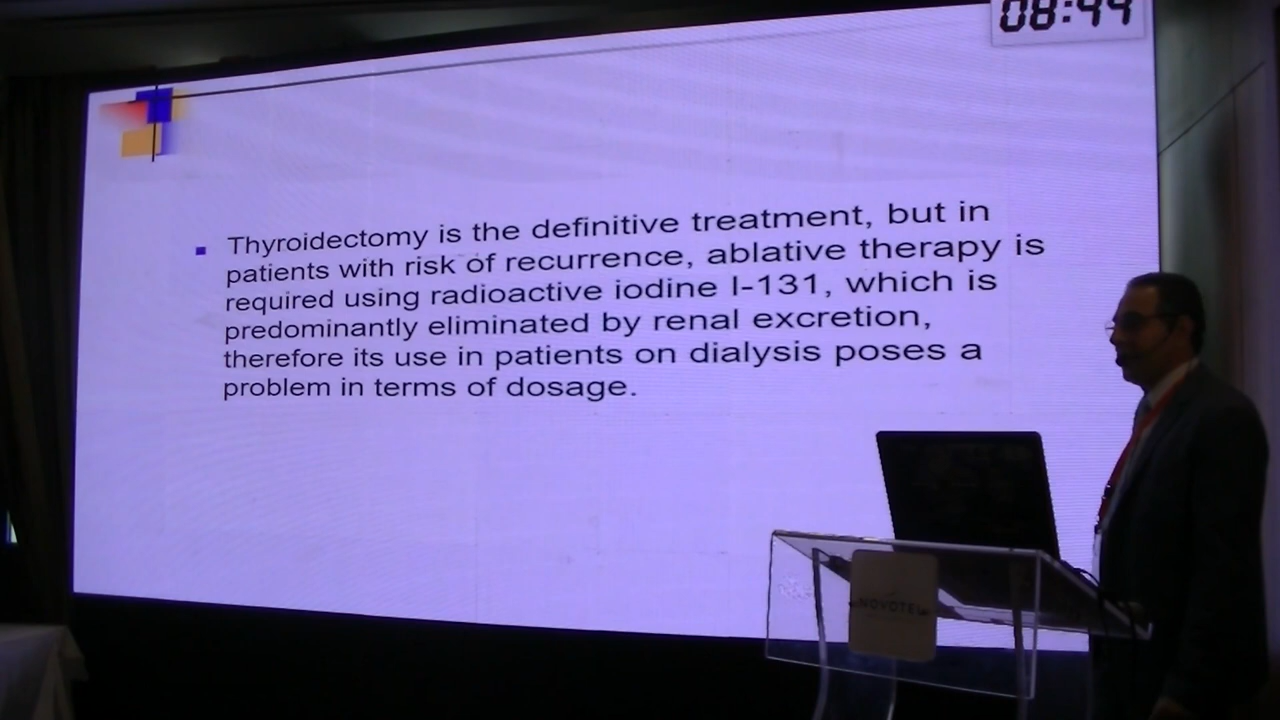 08:44
Thyroidectomy is the definitive treatment, but in
patients with risk of recurrence, ablative therapy is
required using radioactive iodine I-131, which is
predominantly eliminated by renal excretion,
therefore its use in patients on dialysis poses a
problem in terms of dosage.
NOVOTEL